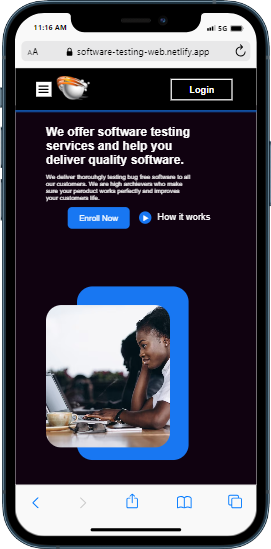 11:16 AM
5G
AA software-testing-web.netlify.app
Login
We offer software testing
services and help you
deliver quality software.
We deliver thorouhgly testing bug free software to all
our customers. We are high archievers who make
sure your peroduct works perfectly and improves
your customers life.
Enroll Now How it works